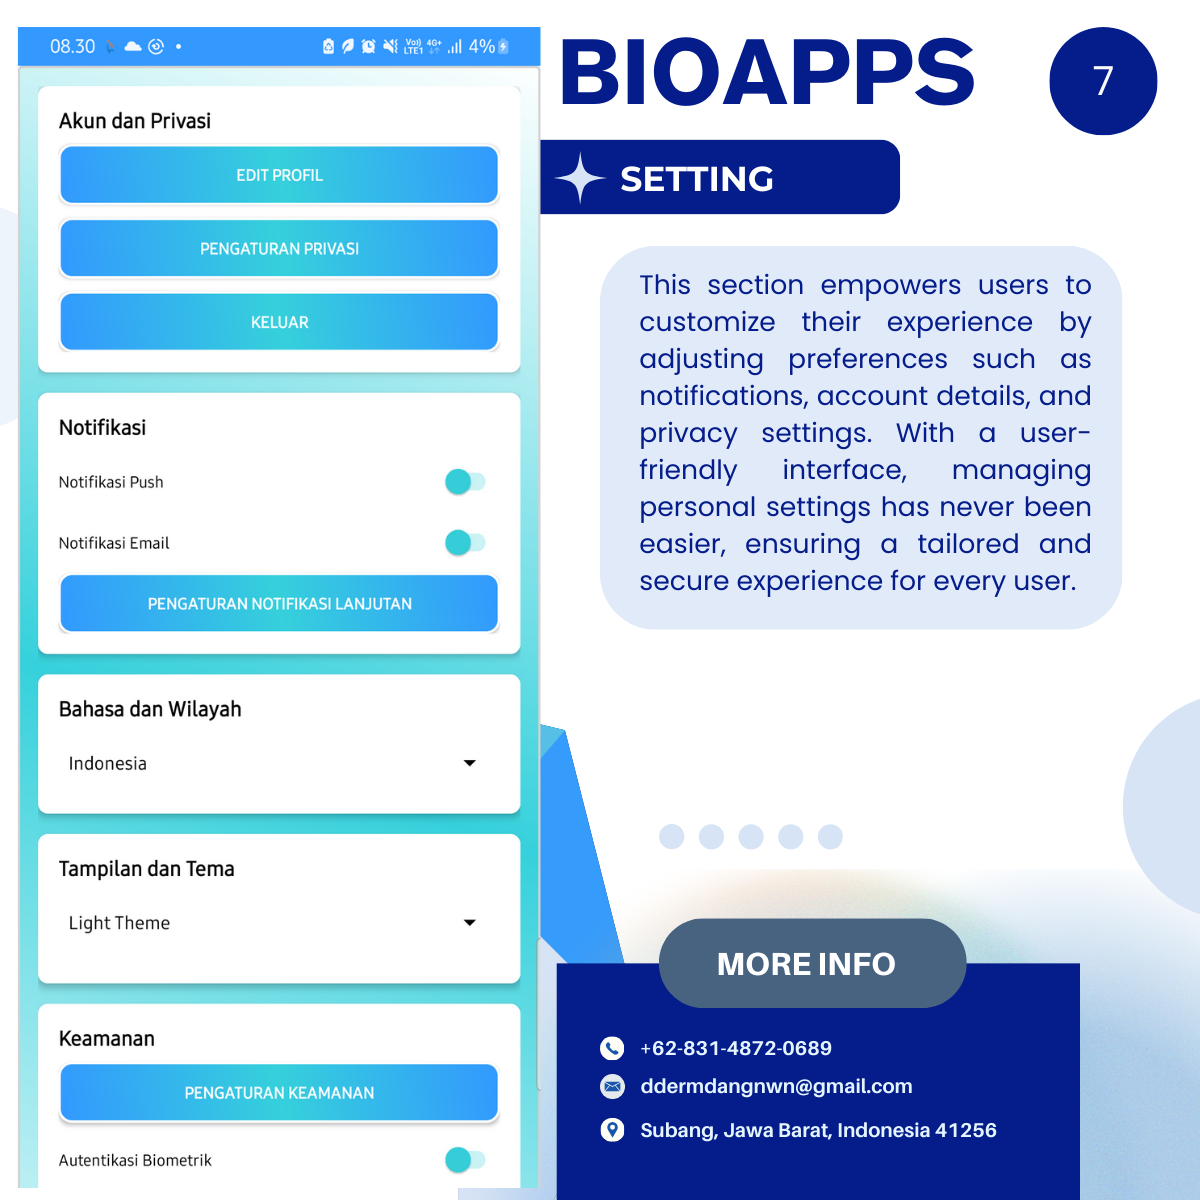 08.30
Vo)) LTE1
4G+
4%
Akun dan Privasi
EDIT PROFIL
PENGATURAN PRIVASI
KELUAR
Notifikasi
Notifikasi Push
Notifikasi Email
PENGATURAN NOTIFIKASI LANJUTAN
Bahasa dan Wilayah
Indonesia
Tampilan dan Tema
Light Theme
Keamanan
PENGATURAN KEAMANAN
Autentikasi Biometrik
BIOAPPS
7
SETTING
This section empowers users to
customize their experience by
adjusting preferences such as
notifications, account details, and
privacy settings. With a user-
friendly interface, managing
personal settings has never been
easier, ensuring a tailored and
secure experience for every user.
MORE INFO
+62-831-4872-0689
ddermdangnwn@gmail.com
Subang, Jawa Barat, Indonesia 41256